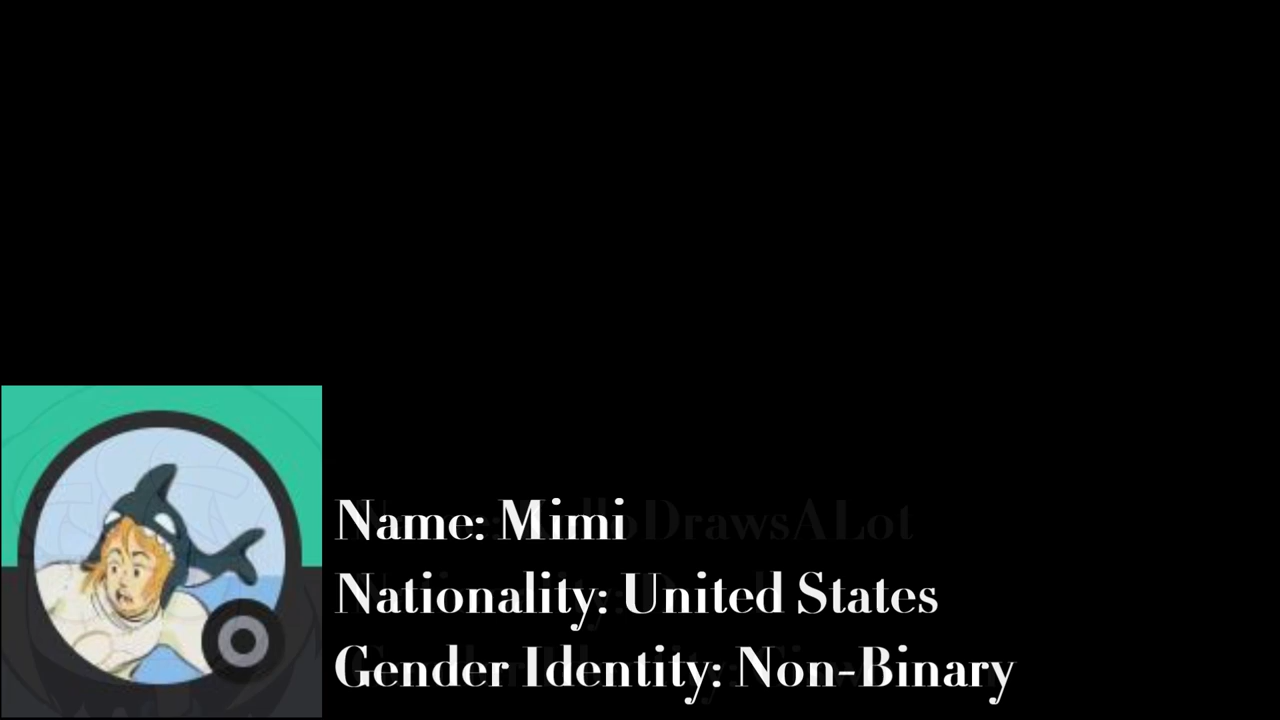 Name: Mimi
Nationality: United States
Gender Identity: Non-Binary